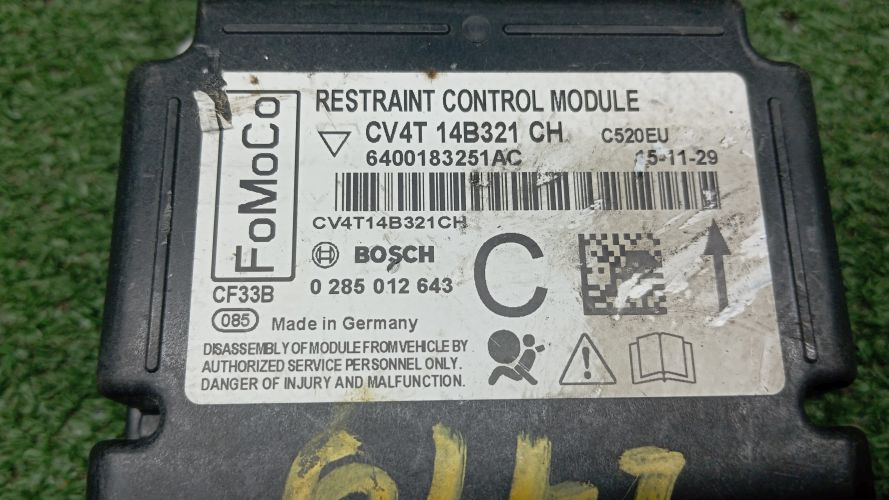 FoMoCo
RESTRAINT CONTROL MODULE
CV4T 14B321 CH C520EU
6400183251AC 15-11-29
CV4T14B321CH
BOSCH
0 285 012 643
C
CF33B
085
Made in Germany
DISASSEMBLY OF MODULE FROM VEHICLE BY
AUTHORIZED SERVICE PERSONNEL ONLY.
DANGER OF INJURY AND MALFUNCTION.